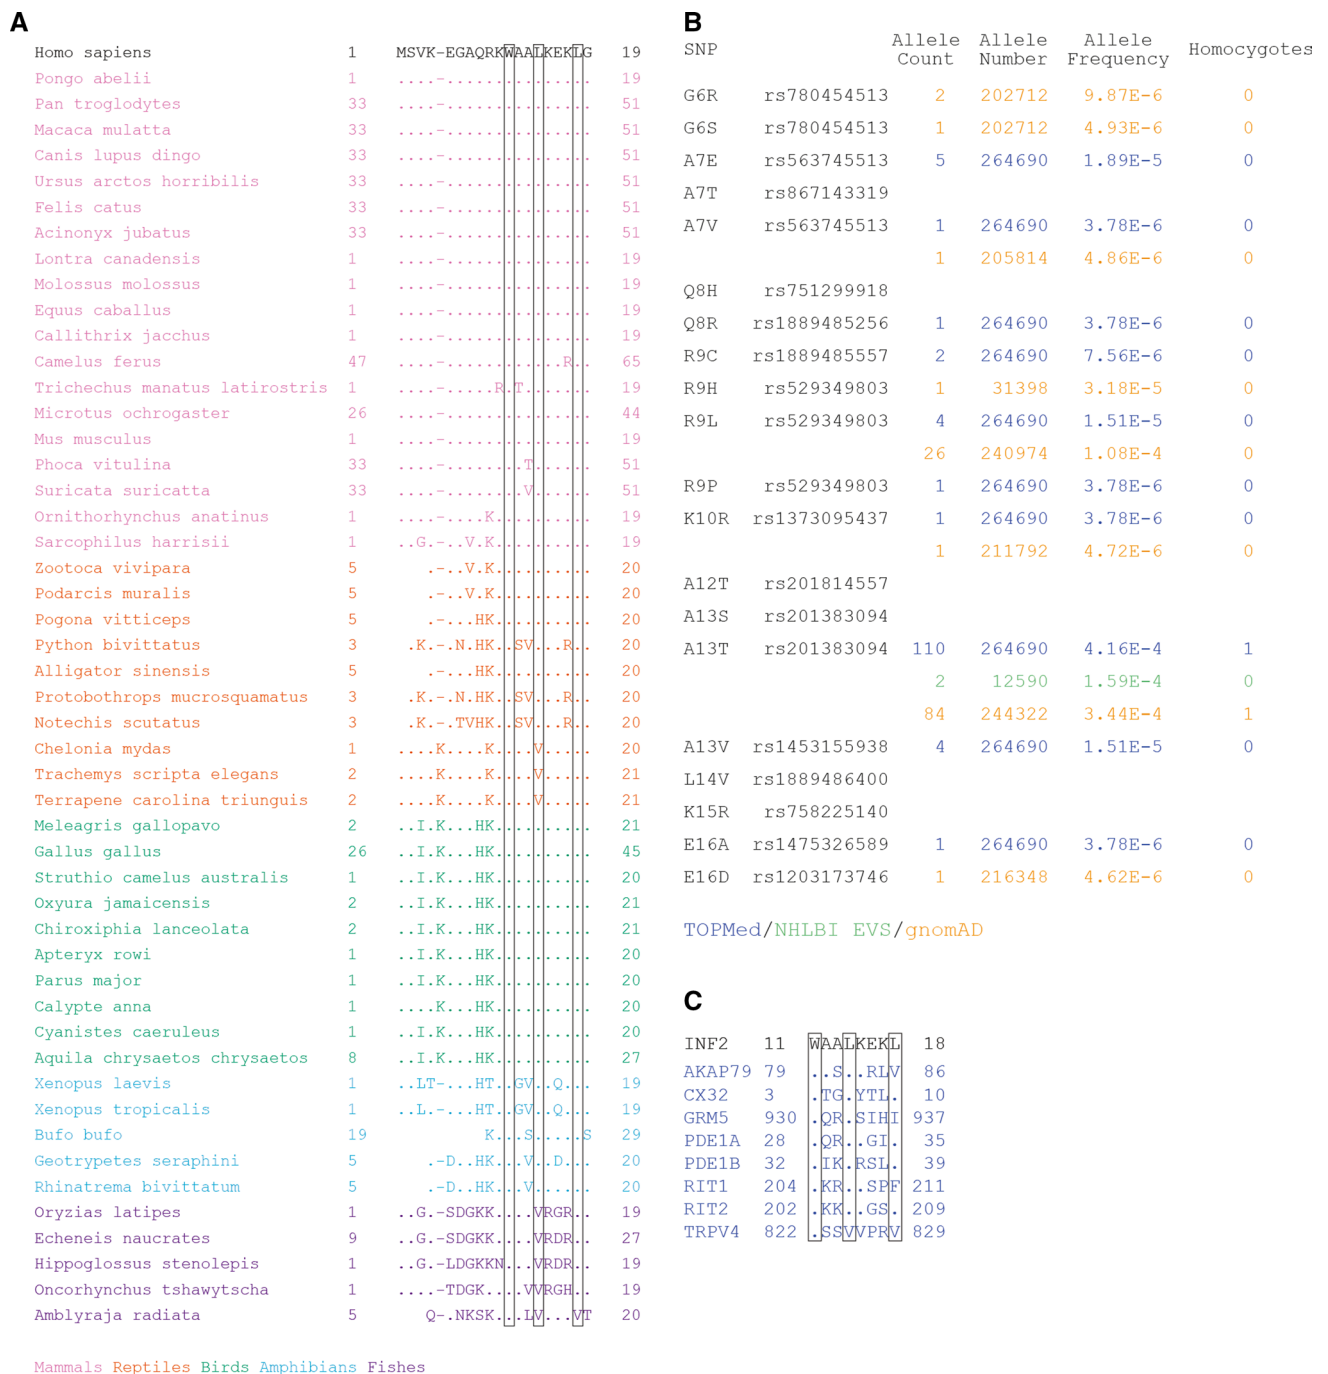 A
Homo sapiens 1 MSVK-EGAQRKWAALKEKLG 19
Pongo abelii 1 ....-............... 19
Pan troglodytes 33 ....-............... 51
Macaca mulatta 33 ....-............... 51
Canis lupus dingo 33 ....-............... 51
Ursus arctos horribilis 33 ....-............... 51
Felis catus 33 ....-............... 51
Acinonyx jubatus 33 ....-............... 51
Lontra canadensis 1 ....-............... 19
Molossus molossus 1 ....-............... 19
Equus caballus 1 ....-............... 19
Callithrix jacchus 1 ....-............... 19
Camelus ferus 47 ....-............R.. 65
Trichechus manatus latirostris 1 ....-.....R.T....... 19
Microtus ochrogaster 26 ....-............... 44
Mus musculus 1 ....-............... 19
Phoca vitulina 33 ....-........T...... 51
Suricata suricatta 33 ....-........V...... 51
Ornithorhynchus anatinus 1 ....-....K.......... 19
Sarcophilus harrisii 1 ..G.-..V.K.......... 19
Zootoca vivipara 5 .-..V.K.......... 20
Podarcis muralis 5 .-..V.K.......... 20
Pogona vitticeps 5 .-...HK.......... 20
Python bivittatus 3 .K.-.N.HK..SV...R.. 20
Alligator sinensis 5 .-...HK.......... 20
Protobothrops mucrosquamatus 3 .K.-.N.HK..SV...R.. 20
Notechis scutatus 3 .K.-.TVHK..SV...R.. 20
Chelonia mydas 1 ....K....K....V..... 20
Trachemys scripta elegans 2 ....K....K....V..... 21
Terrapene carolina triunguis 2 ....K....K....V..... 21
Meleagris gallopavo 2 ..I.K...HK.......... 21
Gallus gallus 26 ..I.K...HK.......... 45
Struthio camelus australis 1 ..I.K...HK.......... 20
Oxyura jamaicensis 2 ..I.K...HK.......... 21
Chiroxiphia lanceolata 2 ..I.K...HK.......... 21
Apteryx rowi 1 ..I.K...HK.......... 20
Parus major 1 ..I.K...HK.......... 20
Calypte anna 1 ....K...HK.......... 20
Cyanistes caeruleus 1 ..I.K...HK.......... 20
Aquila chrysaetos chrysaetos 8 ..I.K...HK.......... 27
Xenopus laevis 1 ..LT-...HT..GV..Q... 19
Xenopus tropicalis 1 ..L.-...HT..GV..Q... 19
Bufo bufo 19 K...S.....S 29
Geotrypetes seraphini 5 .-D..HK...V..D... 20
Rhinatrema bivittatum 5 .-D..HK...V...... 20
Oryzias latipes 1 ..G.-SDGKK....VRGR.. 19
Echeneis naucrates 9 ..G.-SDGKK....VRDR.. 27
Hippoglossus stenolepis 1 ..G.-LDGKKN...VRDR.. 19
Oncorhynchus tshawytscha 1 ....-TDGK....VVRGH.. 19
Amblyraja radiata 5 Q-.NKSK...LV...VT 20
Mammals Reptiles Birds Amphibians Fishes
B
SNP Allele Count Allele Number Allele Frequency Homocygotes
G6R rs780454513 2 202712 9.87E-6 0
G6S rs780454513 1 202712 4.93E-6 0
A7E rs563745513 5 264690 1.89E-5 0
A7T rs867143319
A7V rs563745513 1 264690 3.78E-6 0
1 205814 4.86E-6 0
Q8H rs751299918
Q8R rs1889485256 1 264690 3.78E-6 0
R9C rs1889485557 2 264690 7.56E-6 0
R9H rs529349803 1 31398 3.18E-5 0
R9L rs529349803 4 264690 1.51E-5 0
26 240974 1.08E-4 0
R9P rs529349803 1 264690 3.78E-6 0
K10R rs1373095437 1 264690 3.78E-6 0
1 211792 4.72E-6 0
A12T rs201814557
A13S rs201383094
A13T rs201383094 110 264690 4.16E-4 1
2 12590 1.59E-4 0
84 244322 3.44E-4 1
A13V rs1453155938 4 264690 1.51E-5 0
L14V rs1889486400
K15R rs758225140
E16A rs1475326589 1 264690 3.78E-6 0
E16D rs1203173746 1 216348 4.62E-6 0
TOPMed/NHLBI EVS/gnomAD
C
INF2 11 WAALKEKL 18
AKAP79 79 ..S..RLV 86
CX32 3 .TG.YTL. 10
GRM5 930 .QR.SIHI 937
PDE1A 28 .QR..GI. 35
PDE1B 32 .IK.RSL. 39
RIT1 204 .KR..SPF 211
RIT2 202 .KK..GS. 209
TRPV4 822 .SSVVPRV 829